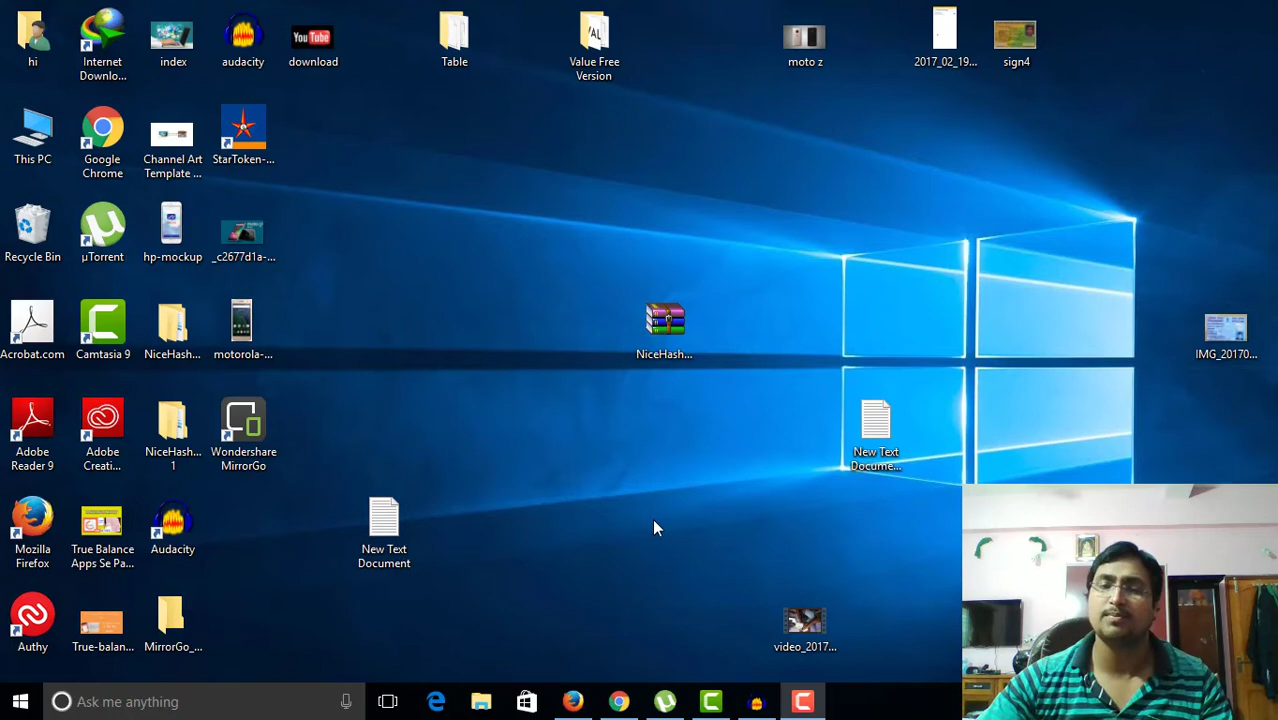 hi
Internet
Downlo...
index
audacity
YouTube
download
Table
VAL
Value Free
Version
moto z
2017_02_19...
sign4
This PC
Google
Chrome
Channel Art
Template ...
StarToken-...
Recycle Bin
µTorrent
hp-mockup
_c2677d1a-...
Acrobat.com
Camtasia 9
NiceHash...
motorola-...
NiceHash...
IMG_20170...
Adobe
Reader 9
Adobe
Creati...
NiceHash...
1
Wondershare
MirrorGo
New Text
Docume...
Mozilla
Firefox
True Balance
Apps Se Pa...
Audacity
New Text
Document
Authy
True-balan...
MirrorGo_...
video_2017...
Ask me anything